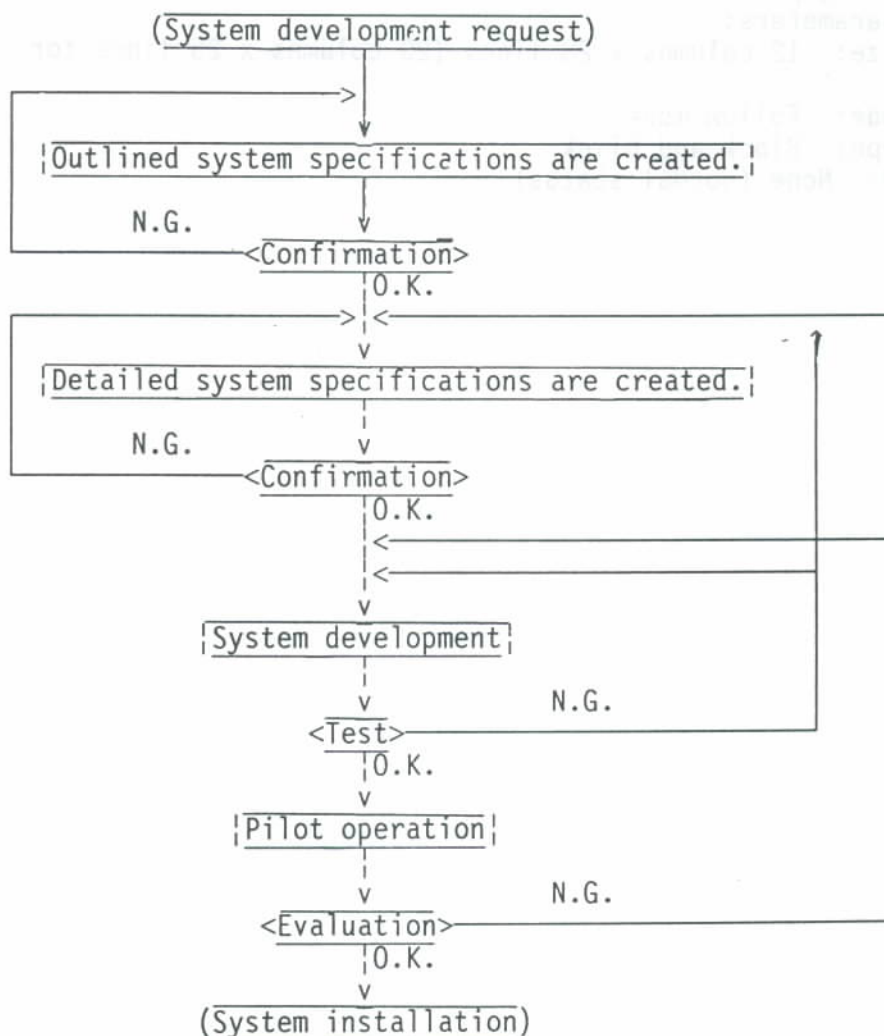 (System development request)
Outlined system specifications are created.
N.G.
<Confirmation>
O.K.
Detailed system specifications are created.
N.G.
<Confirmation>
O.K.
System development
N.G.
<Test>
O.K.
Pilot operation
N.G.
<Evaluation>
O.K.
(System installation)